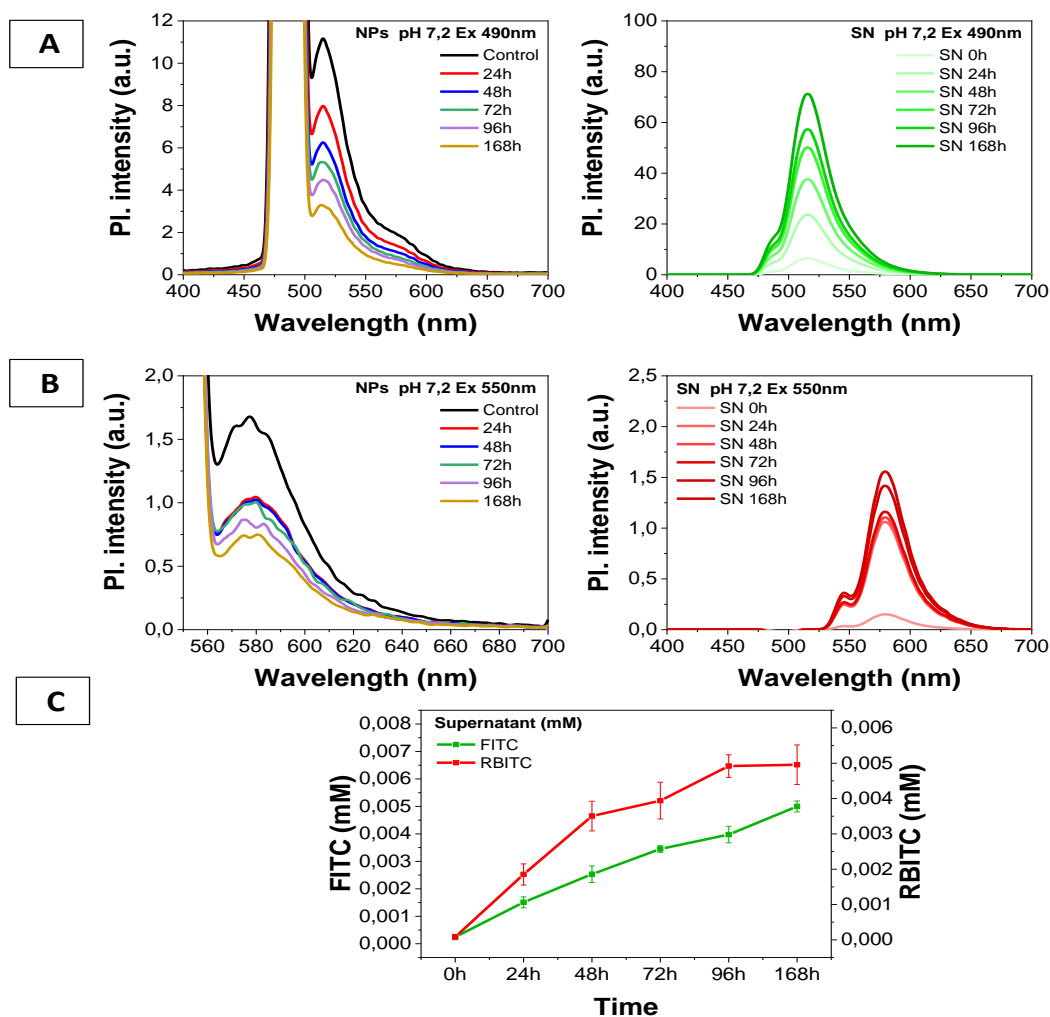 A
Pl. intensity (a.u.)
12
10
8
6
4
2
0
400 450 500 550 600 650 700
Wavelength (nm)
NPs pH 7,2 Ex 490nm
Control
24h
48h
72h
96h
168h
Pl. intensity (a.u.)
100
80
60
40
20
0
400 450 500 550 600 650 700
Wavelength (nm)
SN pH 7,2 Ex 490nm
SN 0h
SN 24h
SN 48h
SN 72h
SN 96h
SN 168h
B
Pl. intensity (a.u.)
2,0
1,5
1,0
0,5
0,0
560 580 600 620 640 660 680 700
Wavelength (nm)
NPs pH 7,2 Ex 550nm
Control
24h
48h
72h
96h
168h
Pl. intensity (a.u.)
2,5
2,0
1,5
1,0
0,5
0,0
400 450 500 550 600 650 700
Wavelength (nm)
SN pH 7,2 Ex 550nm
SN 0h
SN 24h
SN 48h
SN 72h
SN 96h
SN 168h
C
FITC (mM)
0,008
0,007
0,006
0,005
0,004
0,003
0,002
0,001
0,000
Supernatant (mM)
FITC
RBITC
0,006
0,005
0,004
0,003
0,002
0,001
0,000
RBITC (mM)
0h 24h 48h 72h 96h 168h
Time